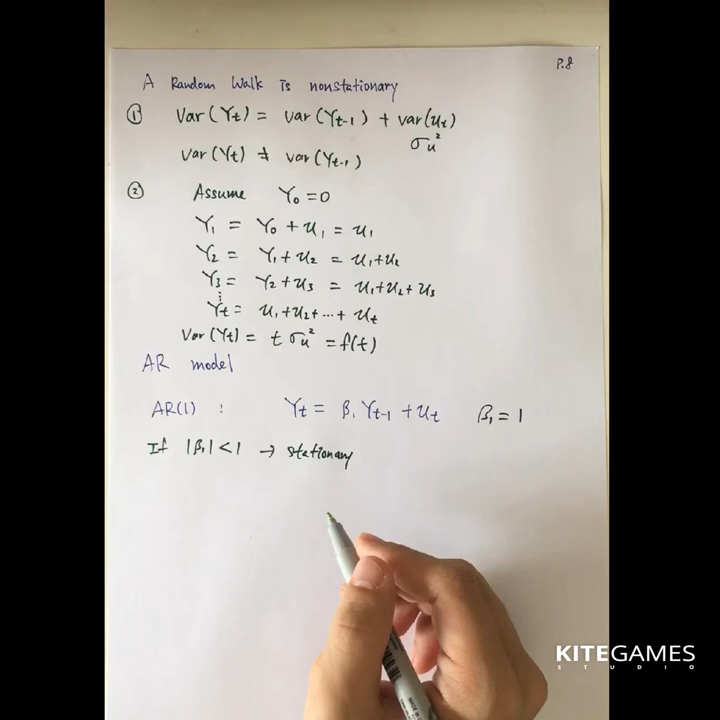 P.8
A Random Walk is nonstationary
① Var(Yt) = Var(Yt-1) + var(ut)
σu²
Var(Yt) ≠ Var(Yt-1)
② Assume Y0 = 0
Y1 = Y0 + u1 = u1
Y2 = Y1 + u2 = u1 + u2
Y3 = Y2 + u3 = u1 + u2 + u3
⋮
Yt = u1 + u2 + ... + ut
Var(Yt) = t σu² = f(t)
AR model
AR(1) : Yt = β1 Yt-1 + ut β1 = 1
If |β1| < 1 → stationary
KITEGAMES
STUDIO